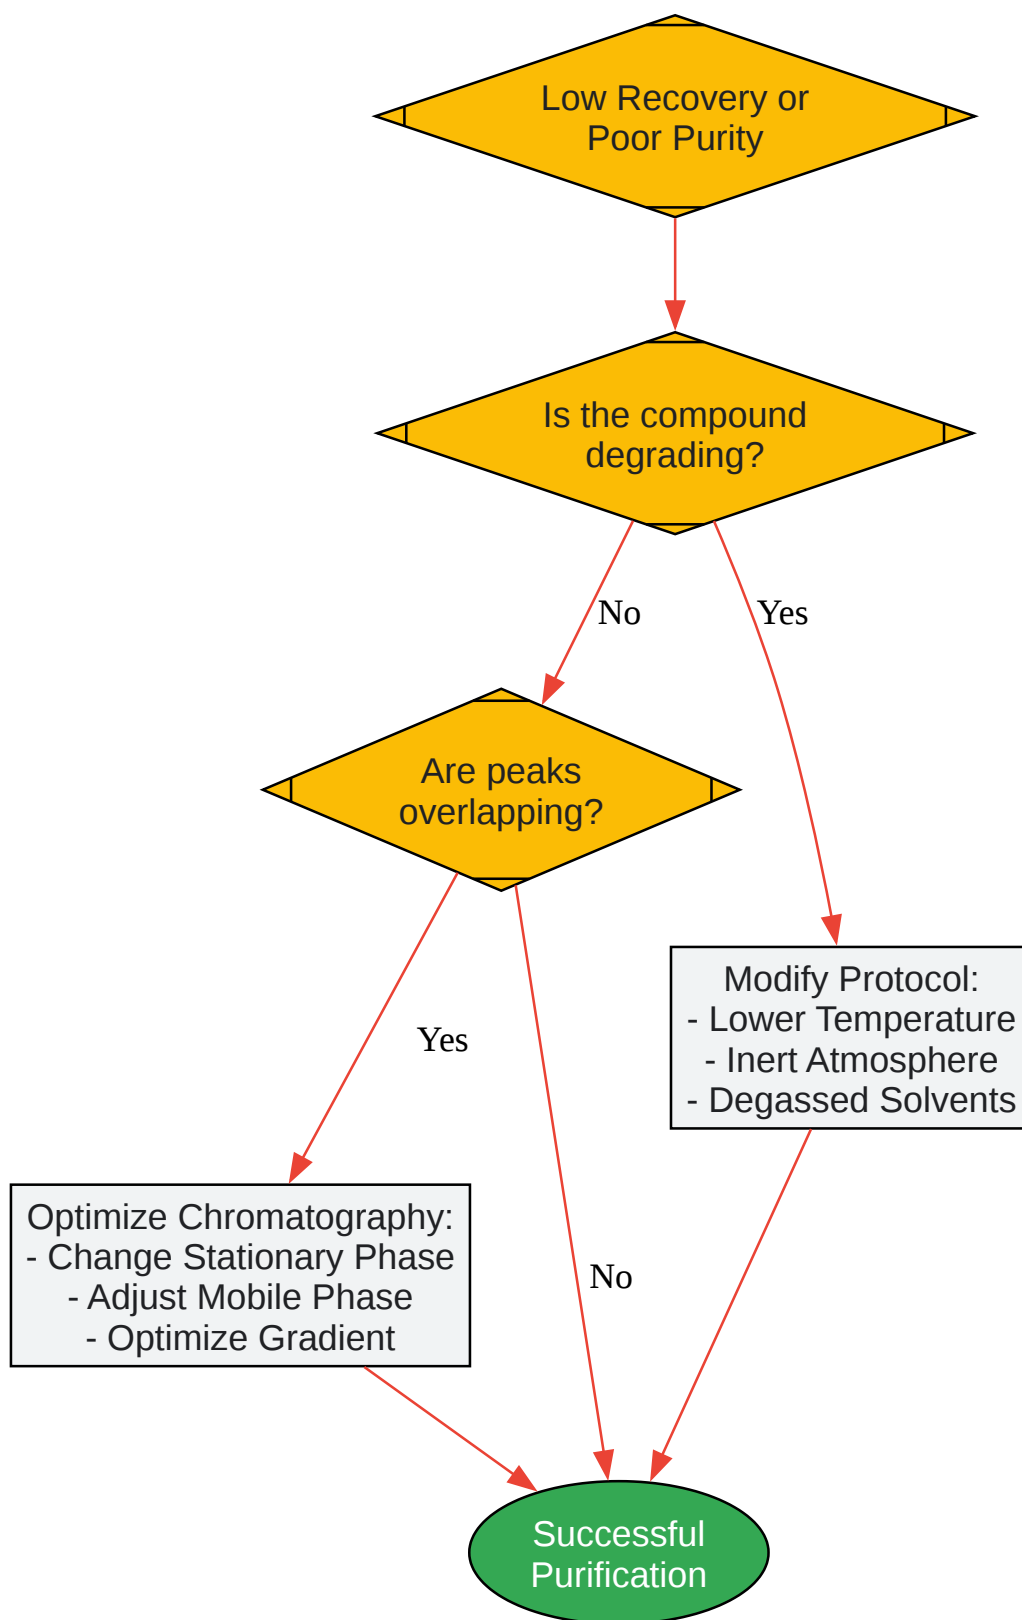 Low Recovery or
Poor Purity
Is the compound
degrading?
No
Yes
Are peaks
overlapping?
Modify Protocol:
- Lower Temperature
- Inert Atmosphere
- Degassed Solvents
Yes
Optimize Chromatography:
- Change Stationary Phase
- Adjust Mobile Phase
- Optimize Gradient
No
Successful
Purification